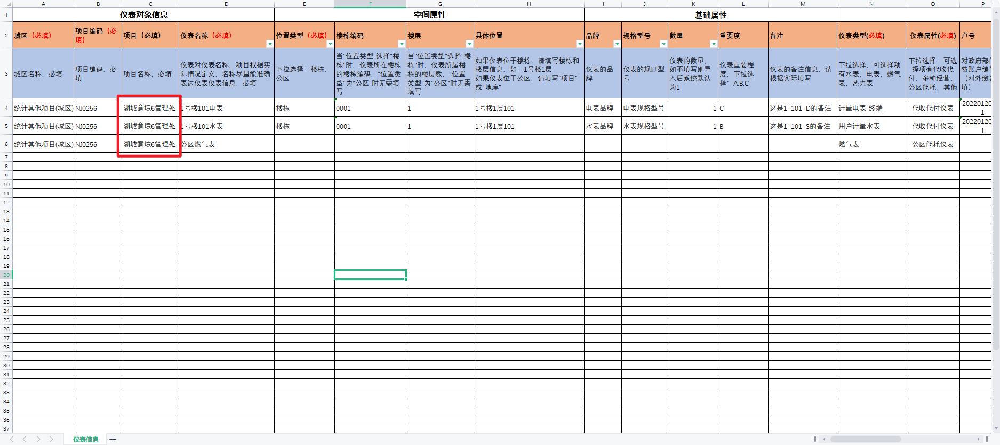 A B C D E F G H I J K L M N O P
1 仪表对象信息 空间属性 基础属性
2 城区（必填） 项目编码（必填） 项目（必填） 仪表名称（必填） 位置类型（必填） 楼栋编码 楼层 具体位置 品牌 规格型号 数量 重要度 备注 仪表类型(必填) 仪表属性(必填) 户号
3 城区名称、必填
项目编码、必
填
项目名称、必填
仪表对仪表名称、项目根据实
际情况定义，名称尽量能准确
表达仪表仪表信息、必填
下拉选择：楼栋、
公区
当"位置类型"选择"楼
栋"时，仪表所在楼栋
的楼栋编码，"位置类
型"为"公区"时无需填
写
当"位置类型"选择"楼
栋"时，仪表所属楼
栋的楼层数，"位置
类型"为"公区"时无需
填写
如果仪表位于楼栋，请填写楼栋和
楼层信息，如：1号楼1层
如果仪表位于公区，请填写"项目"
或"地库"
仪表的品
牌
仪表的规则型
号
仪表的数量，
如不填写则导
入后系统默认
为1
仪表重要程
度，下拉选
择：A,B,C
仪表的备注信息，请
根据实际填写
下拉选择，可选择项
有水表、电表、燃气
表、热力表
下拉选择，可选
择项有代收代
付、多种经营、
公区能耗、其他
对政府部门
费账户编号
（对外缴费
填）
4 统计其他项目(城区) NJ0256 湖城意境6管理处 1号楼101电表 楼栋 0001 1 1号楼1层101 电表品牌 电表规格型号 1 C 这是1-101-D的备注 计量电表_终端_ 代收代付仪表 202201201
5 统计其他项目(城区) NJ0256 湖城意境6管理处 1号楼101水表 楼栋 0001 1 1号楼1层101 水表品牌 水表规格型号 1 B 这是1-101-S的备注 用户计量水表 代收代付仪表 202201201
6 统计其他项目(城区) NJ0256 湖城意境6管理处 公区燃气表 燃气表 公区能耗仪表
7
8
9
10
11
12
13
14
15
16
17
18
19
20
21
22
23
24
25
26
27
28
29
30
31
32
33
34
35
36
37
仪表信息